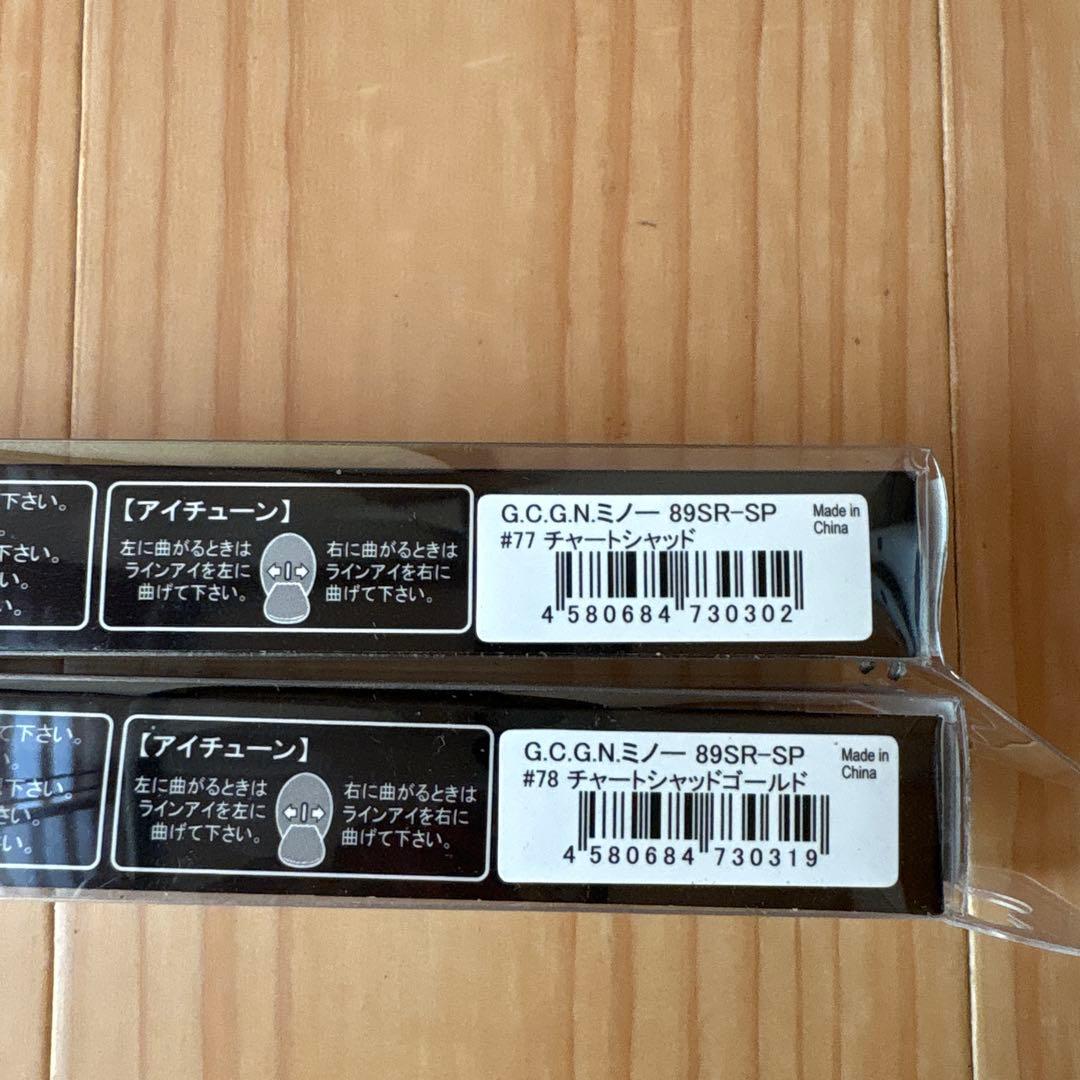 下さい。
。
下さい。
い。
い。
【アイチューン】
左に曲がるときは
ラインアイを左に
曲げて下さい。
右に曲がるときは
ラインアイを右に
曲げて下さい。
G.C.G.N.ミノー 89SR-SP
#77 チャートシャッド
Made in
China
4 580684 730302
て下さい。
下さい。
さい。
い。
【アイチューン】
左に曲がるときは
ラインアイを左に
曲げて下さい。
右に曲がるときは
ラインアイを右に
曲げて下さい。
G.C.G.N.ミノー 89SR-SP
#78 チャートシャッドゴールド
Made in
China
4 580684 730319